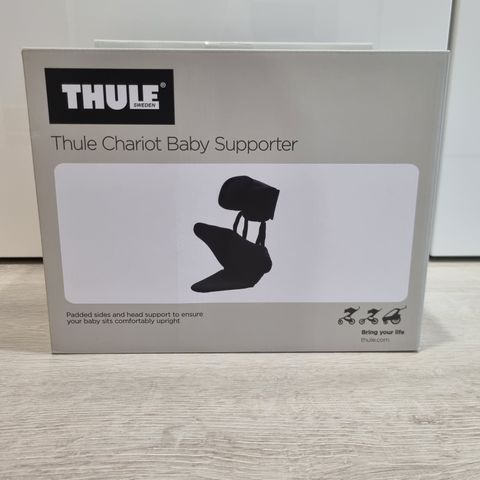 THULE®
SWEDEN
Thule Chariot Baby Supporter
Padded sides and head support to ensure
your baby sits comfortably upright
Bring your life
thule.com